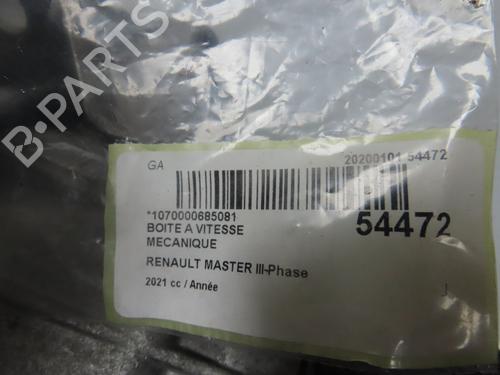 B-PARTS
GA
20200101 54472
*1070000685081
54472
BOITE A VITESSE
MECANIQUE
RENAULT MASTER III-Phase
2021 cc / Année